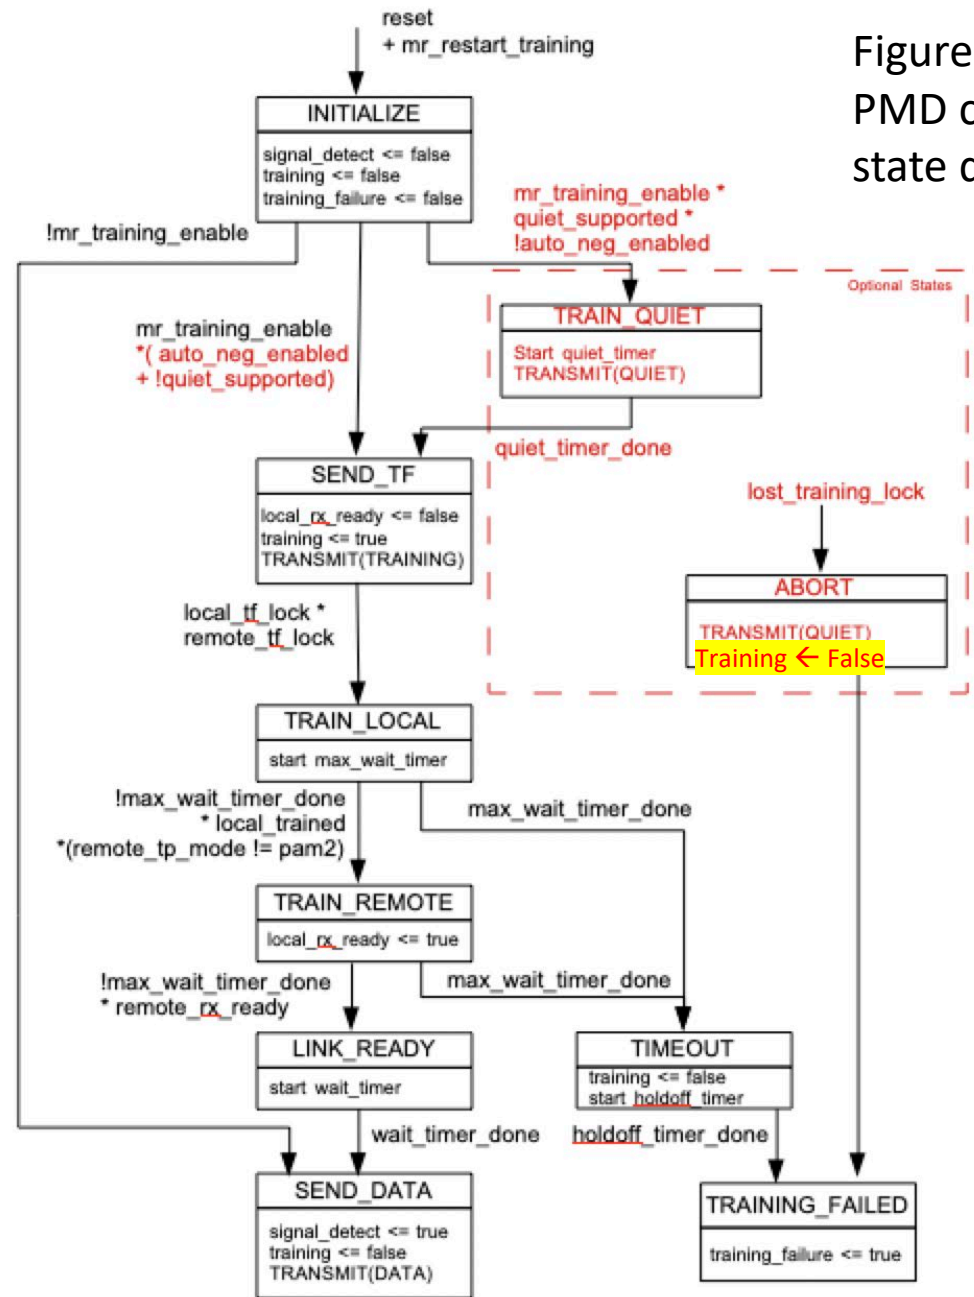 reset
+ mr_restart_training
Figure
PMD c
state d
INITIALIZE
signal_detect <= false
training <= false
training_failure <= false
!mr_training_enable
mr_training_enable *
quiet_supported *
!auto_neg_enabled
Optional States
mr_training_enable
*( auto_neg_enabled
+ !quiet_supported)
TRAIN_QUIET
Start quiet_timer
TRANSMIT(QUIET)
quiet_timer_done
SEND_TF
local_rx_ready <= false
training <= true
TRANSMIT(TRAINING)
lost_training_lock
ABORT
TRANSMIT(QUIET)
Training ← False
local_tf_lock *
remote_tf_lock
TRAIN_LOCAL
start max_wait_timer
!max_wait_timer_done
* local_trained
*(remote_tp_mode != pam2)
max_wait_timer_done
TRAIN_REMOTE
local_rx_ready <= true
!max_wait_timer_done
* remote_rx_ready
max_wait_timer_done
LINK_READY
start wait_timer
TIMEOUT
training <= false
start holdoff_timer
wait_timer_done
holdoff_timer_done
SEND_DATA
signal_detect <= true
training <= false
TRANSMIT(DATA)
TRAINING_FAILED
training_failure <= true